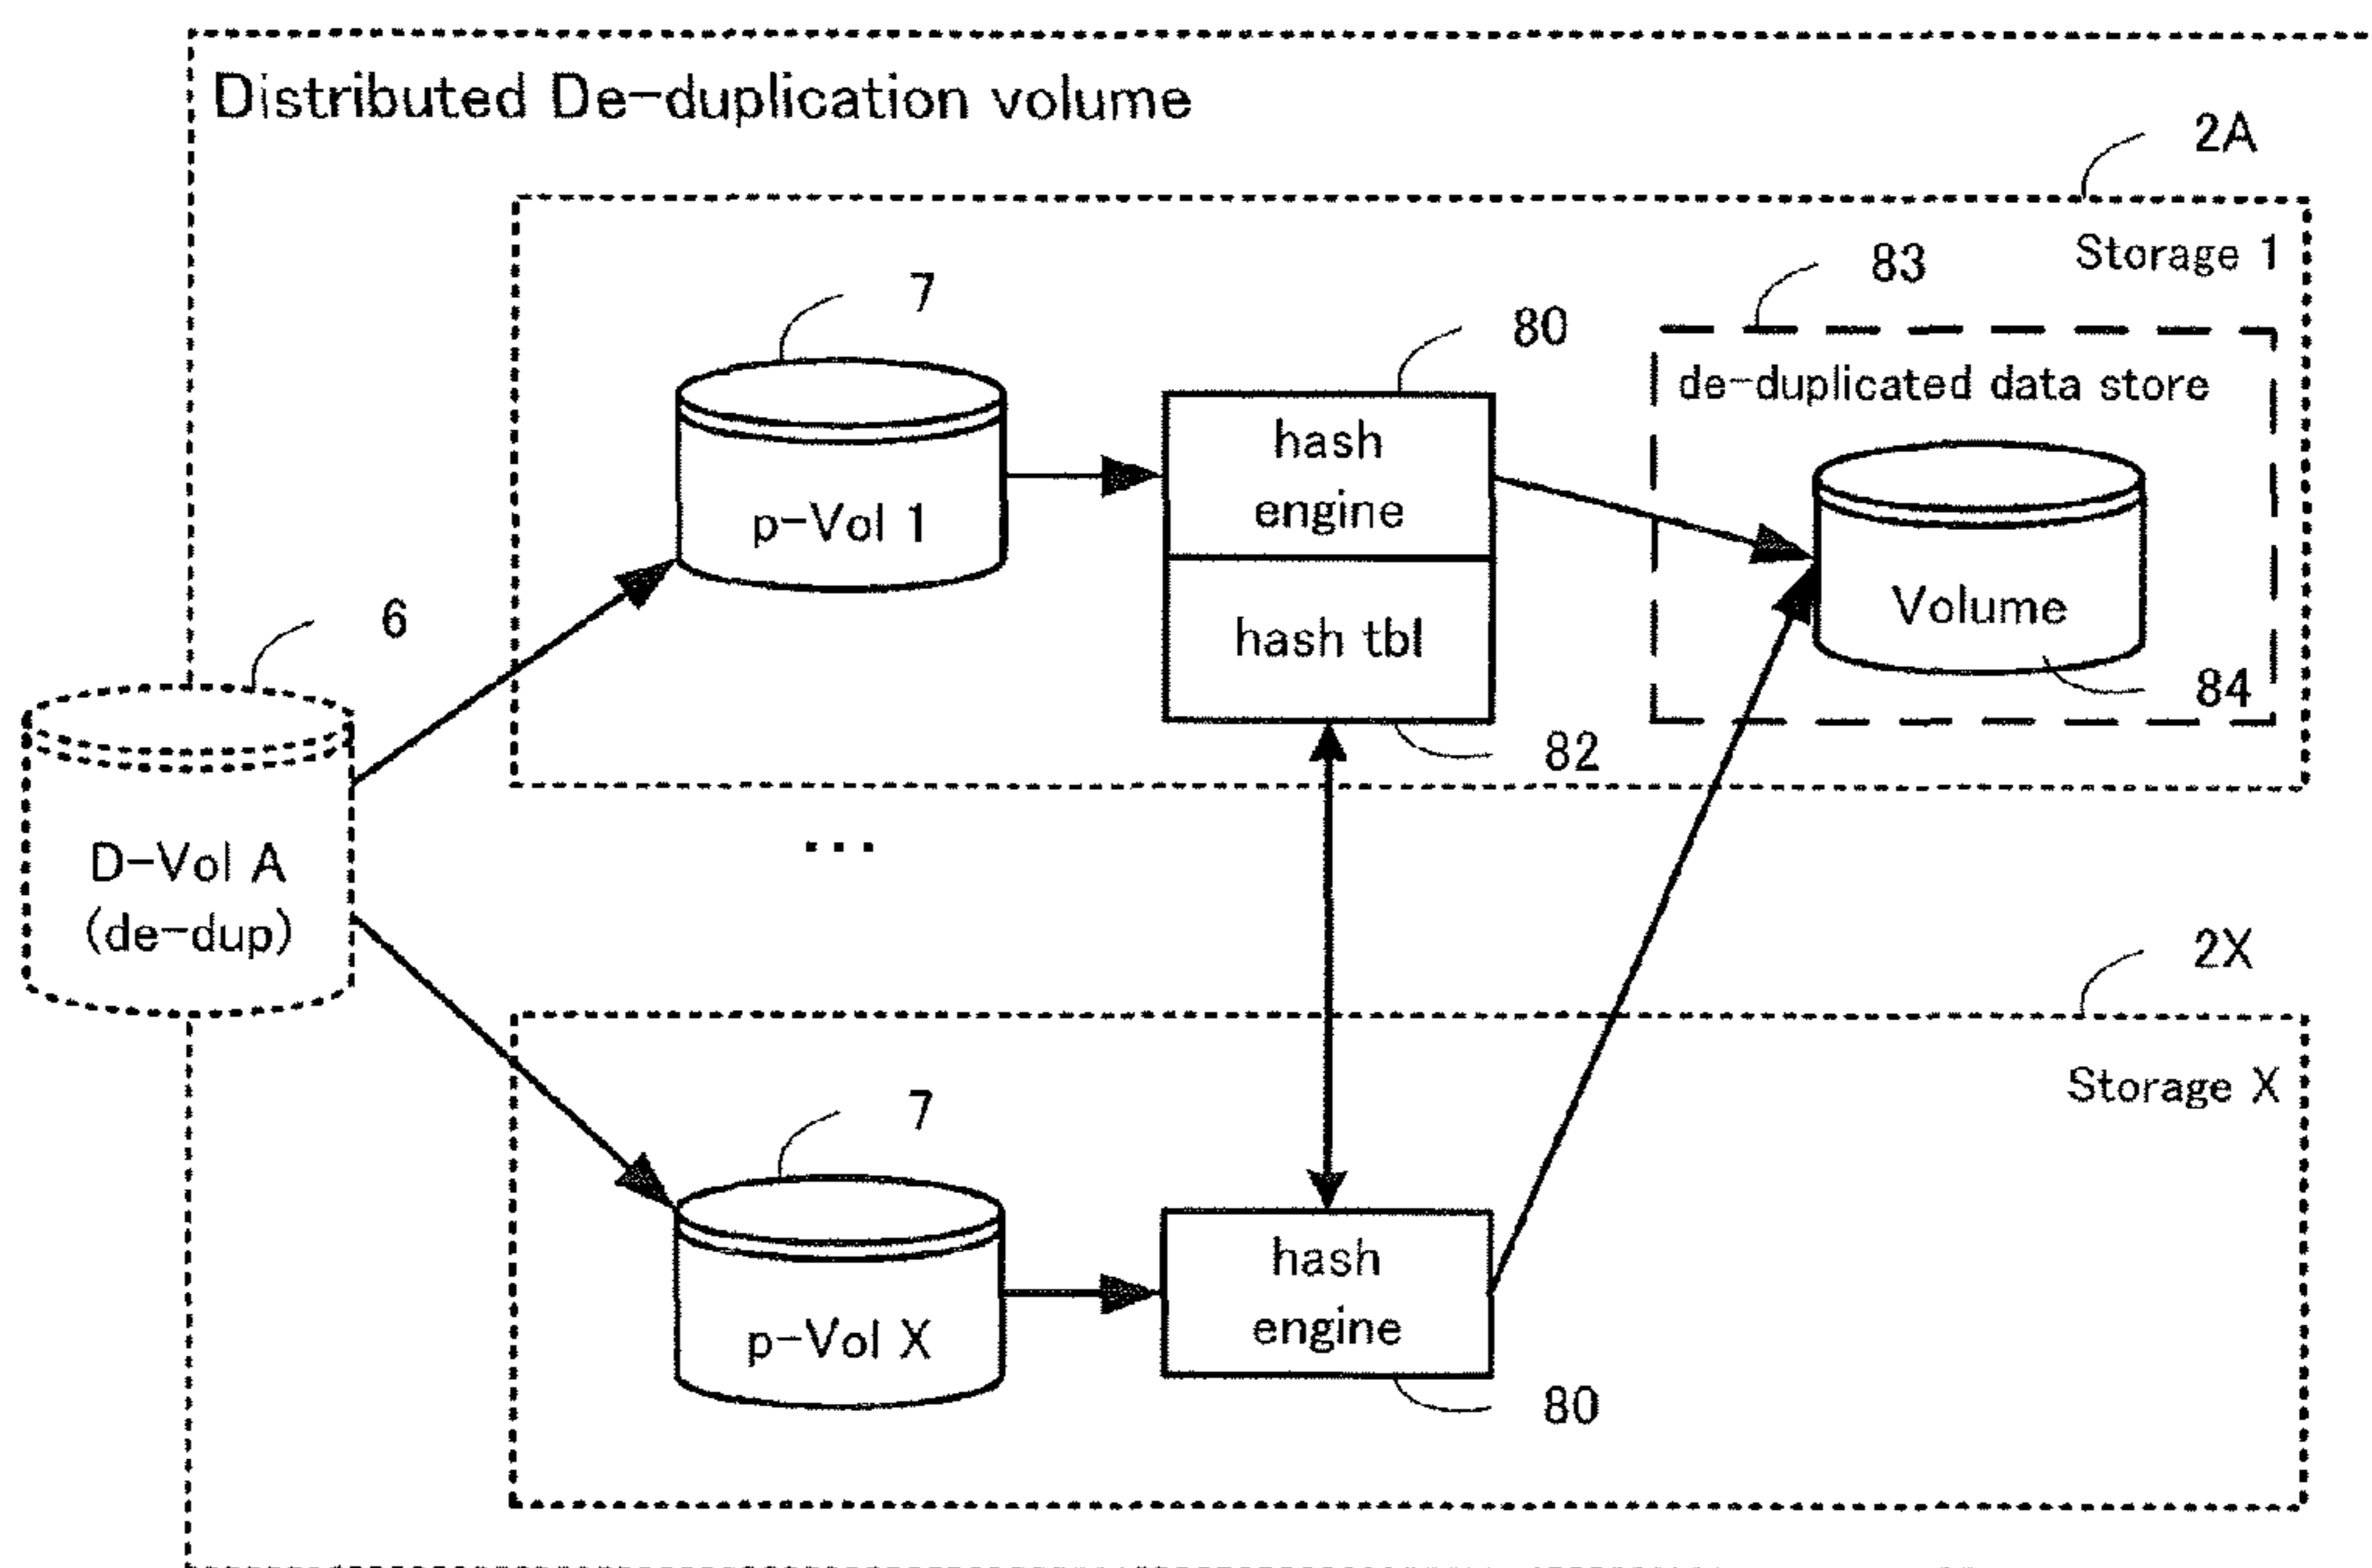 Distributed De-duplication volume
2A
Storage 1
83
7
80
de-duplicated data store
hash
engine
p-Vol 1
Volume
hash tbl
84
82
6
D-Vol A
(de-dup)
...
2X
Storage X
7
hash
engine
p-Vol X
80